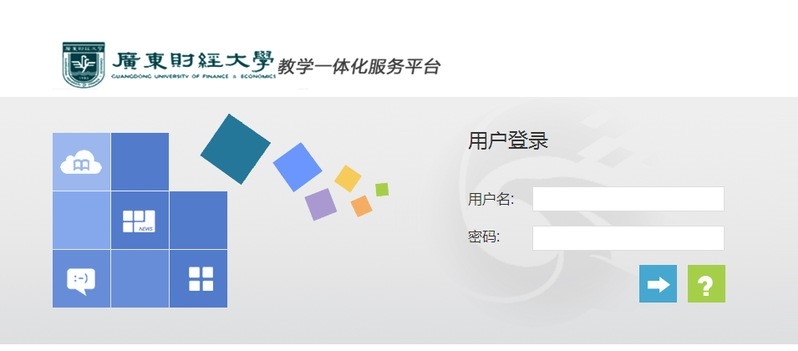 廣東財經大學
GUANGDONG UNIVERSITY OF FINANCE & ECONOMICS
教学一体化服务平台
用户登录
用户名:
密码:
NEWS
:-)
?